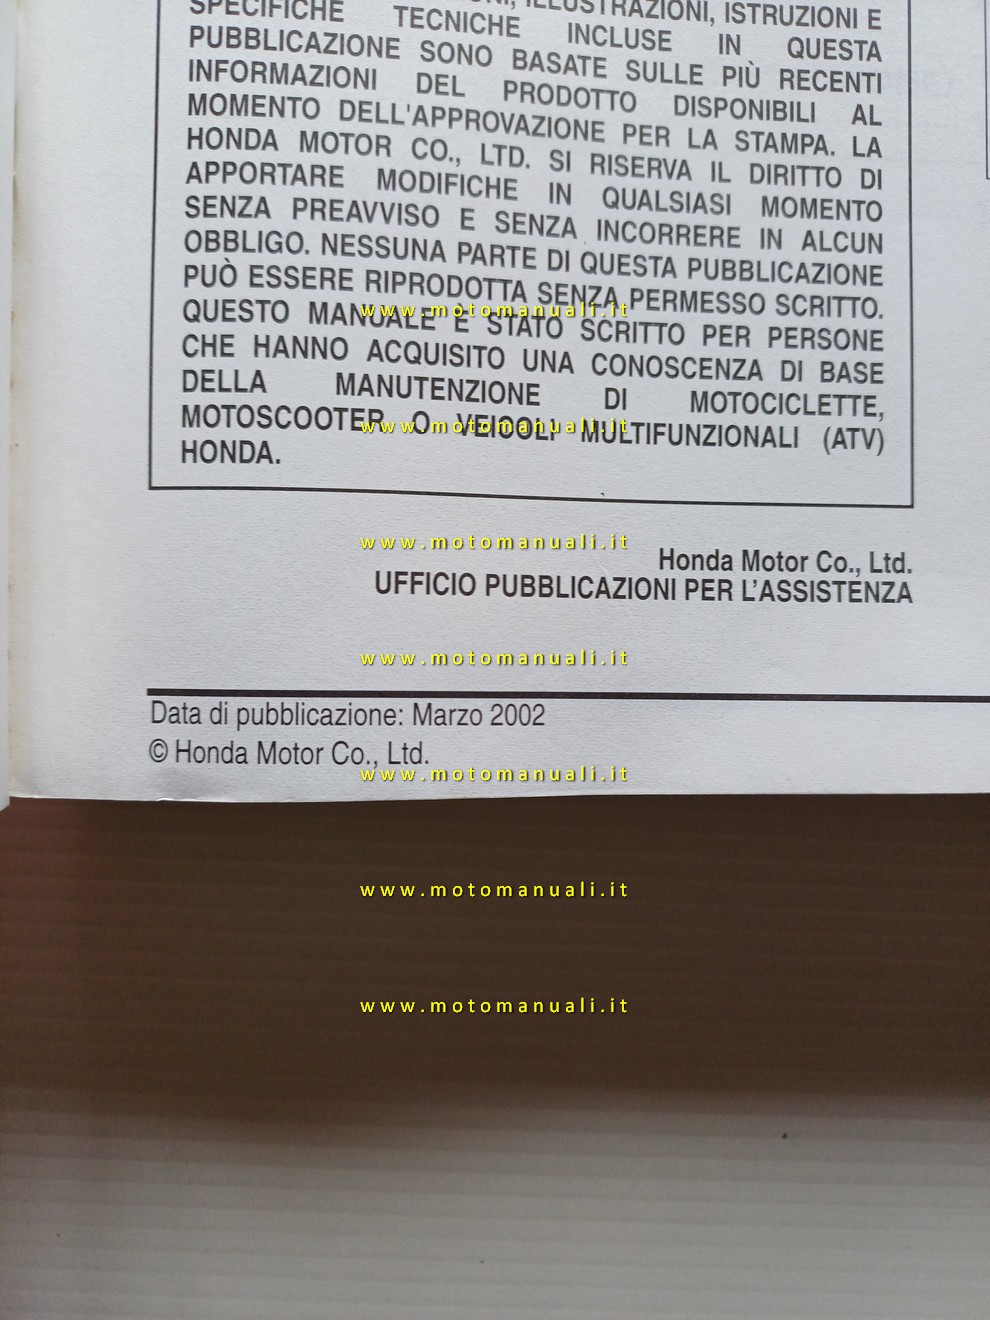 ILLUSTRAZIONI, ISTRUZIONI E
SPECIFICHE TECNICHE INCLUSE IN QUESTA
PUBBLICAZIONE SONO BASATE SULLE PIÙ RECENTI
INFORMAZIONI DEL PRODOTTO DISPONIBILI AL
MOMENTO DELL'APPROVAZIONE PER LA STAMPA. LA
HONDA MOTOR CO., LTD. SI RISERVA IL DIRITTO DI
APPORTARE MODIFICHE IN QUALSIASI MOMENTO
SENZA PREAVVISO E SENZA INCORRERE IN ALCUN
OBBLIGO. NESSUNA PARTE DI QUESTA PUBBLICAZIONE
PUÒ ESSERE RIPRODOTTA SENZA PERMESSO SCRITTO.
www.motomanuali.it
QUESTO MANUALE È STATO SCRITTO PER PERSONE
CHE HANNO ACQUISITO UNA CONOSCENZA DI BASE
DELLA MANUTENZIONE DI MOTOCICLETTE,
MOTOSCOOTER O VEICOLI MULTIFUNZIONALI (ATV)
www.motomanuali.it
HONDA.
www.motomanuali.it
Honda Motor Co., Ltd.
UFFICIO PUBBLICAZIONI PER L'ASSISTENZA
www.motomanuali.it
Data di pubblicazione: Marzo 2002
© Honda Motor Co., Ltd.
www.motomanuali.it
www.motomanuali.it
www.motomanuali.it